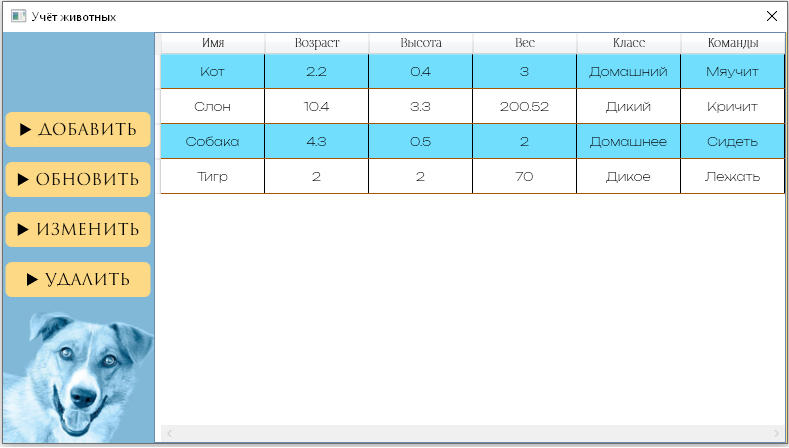 Учёт животных
Имя Возраст Высота Вес Класс Команды
Кот 2.2 0.4 3 Домашний Мяучит
Слон 10.4 3.3 200.52 Дикий Кричит
Собака 4.3 0.5 2 Домашнее Сидеть
Тигр 2 2 70 Дикое Лежать
ДОБАВИТЬ
ОБНОВИТЬ
ИЗМЕНИТЬ
УДАЛИТЬ